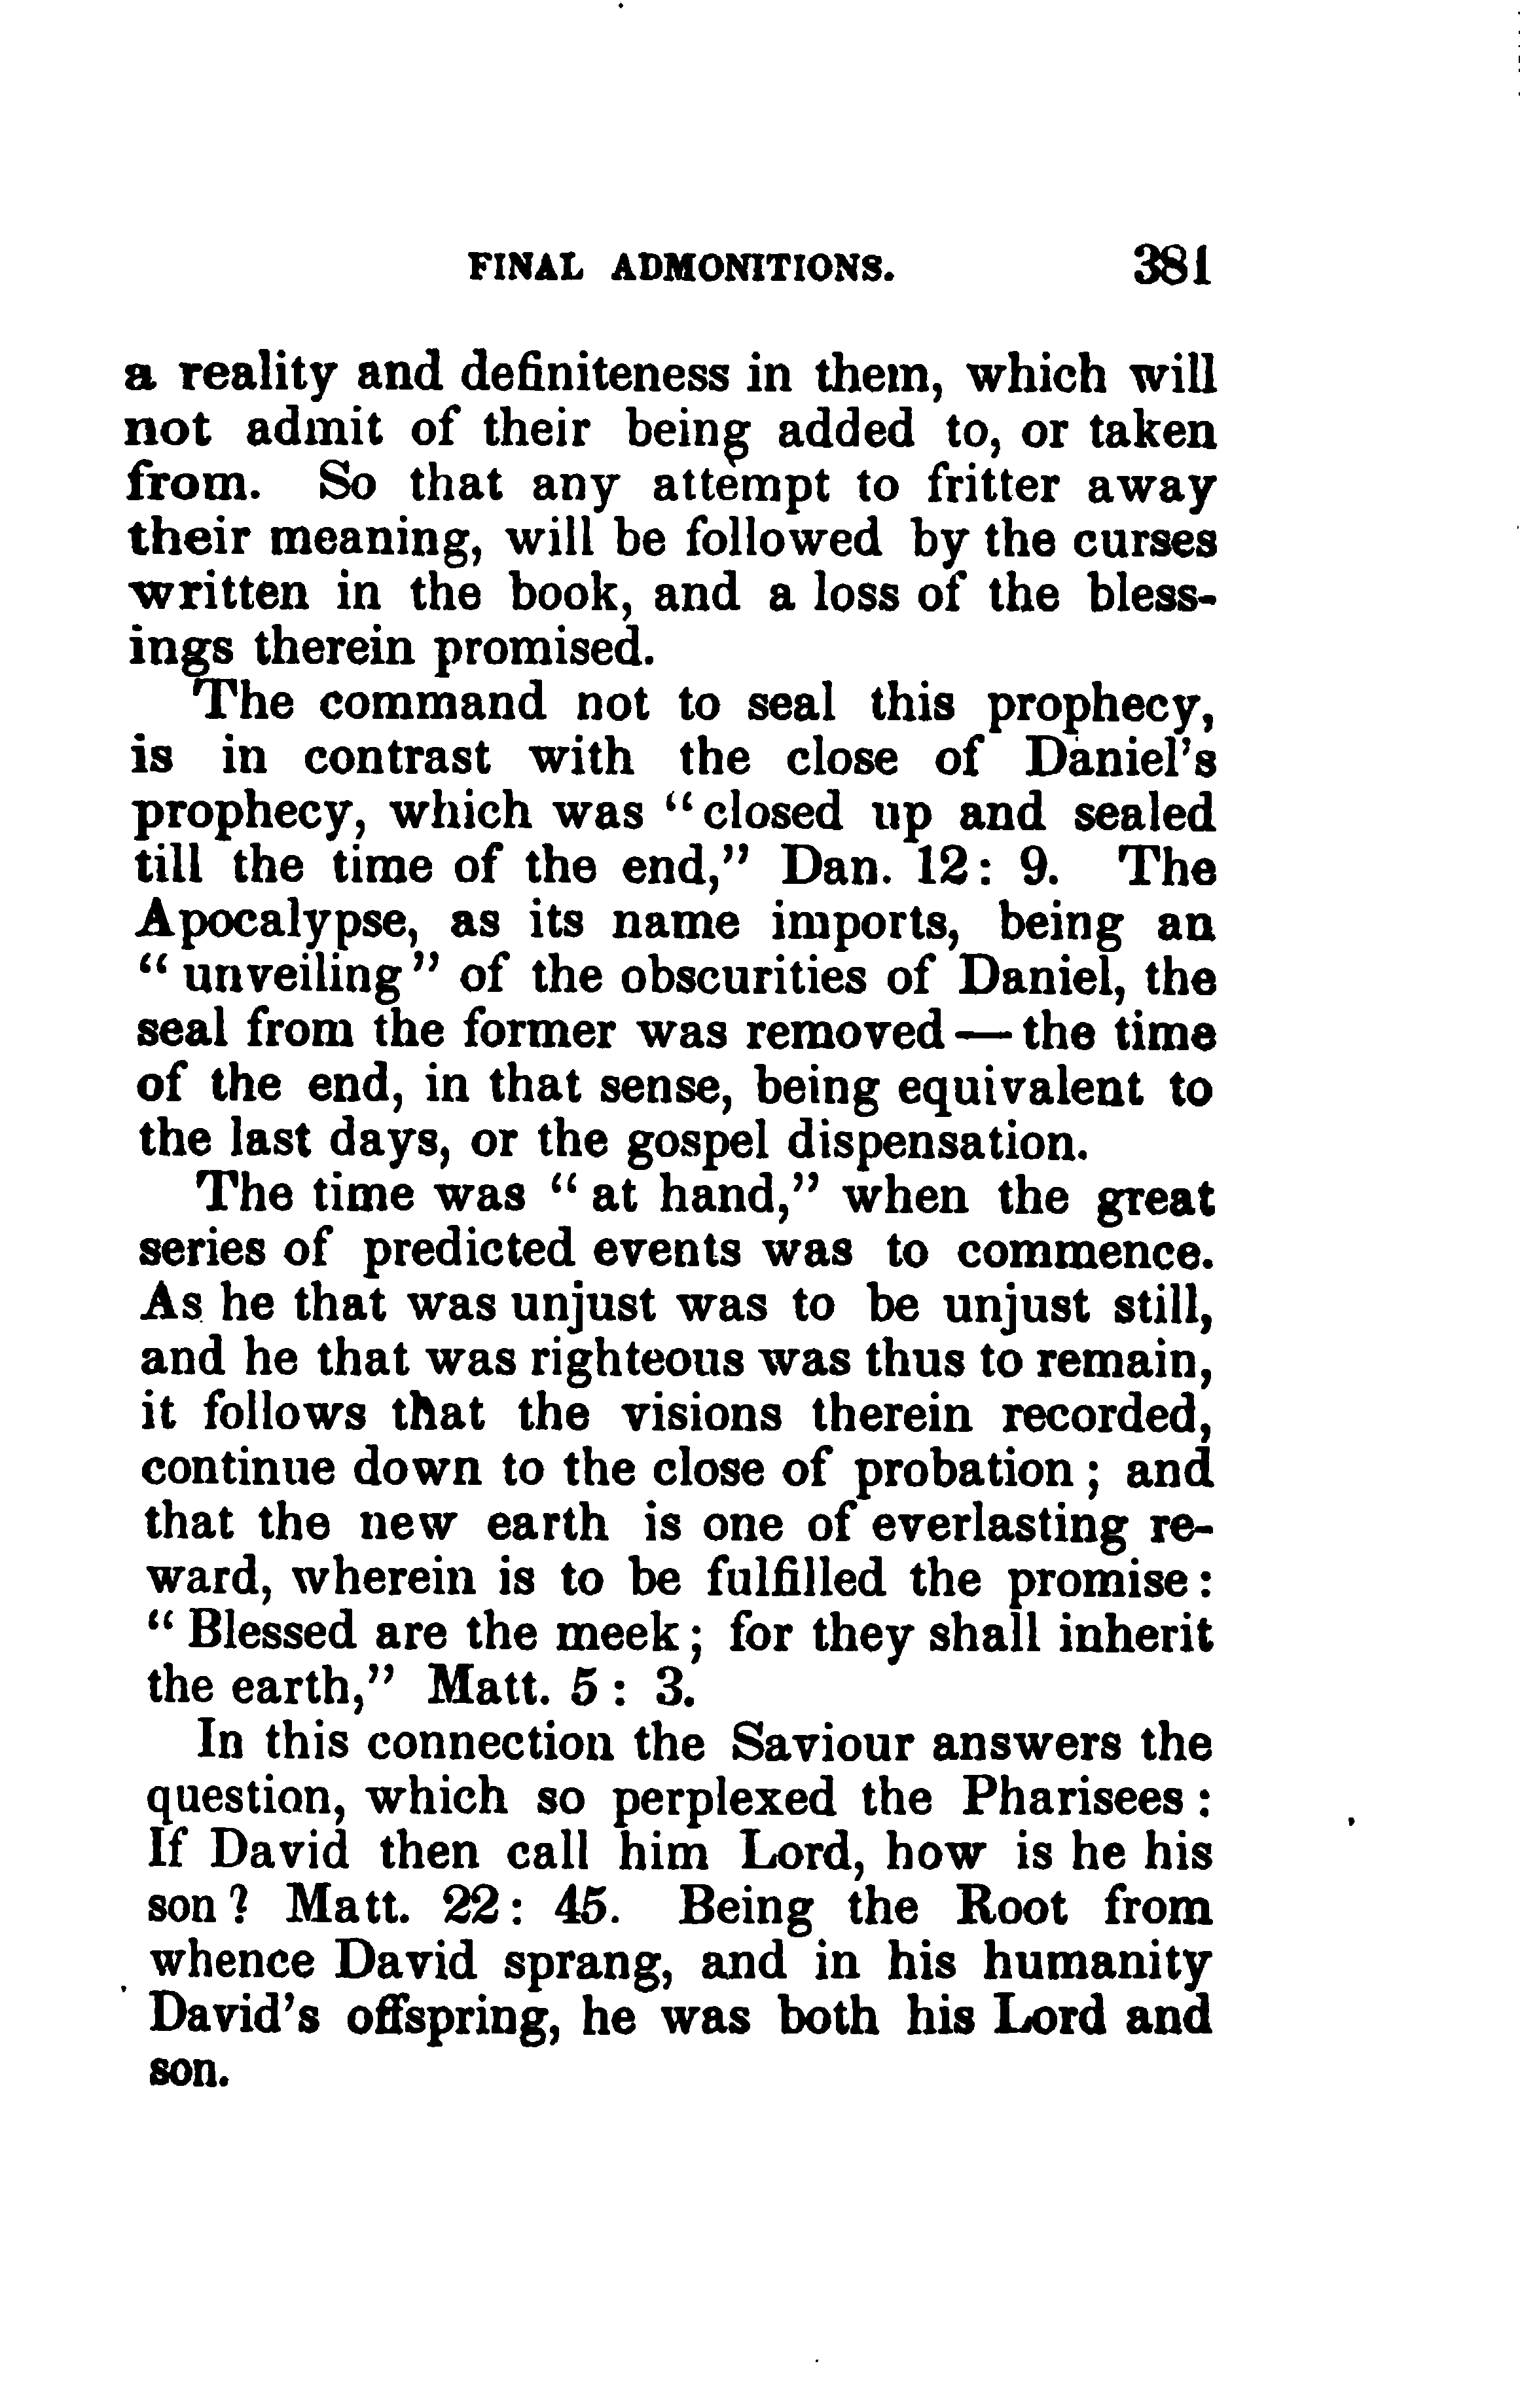 FINAL ADMONITIONS. 381
a reality and definiteness in them, which will
not admit of their being added to, or taken
from. So that any attempt to fritter away
their meaning, will be followed by the curses
written in the book, and a loss of the bless-
ings therein promised.
The command not to seal this prophecy,
is in contrast with the close of Daniel's
prophecy, which was "closed up and sealed
till the time of the end," Dan. 12: 9. The
Apocalypse, as its name imports, being an
"unveiling" of the obscurities of Daniel, the
seal from the former was removed — the time
of the end, in that sense, being equivalent to
the last days, or the gospel dispensation.
The time was "at hand," when the great
series of predicted events was to commence.
As he that was unjust was to be unjust still,
and he that was righteous was thus to remain,
it follows that the visions therein recorded,
continue down to the close of probation; and
that the new earth is one of everlasting re-
ward, wherein is to be fulfilled the promise:
"Blessed are the meek; for they shall inherit
the earth," Matt. 5: 3.
In this connection the Saviour answers the
question, which so perplexed the Pharisees:
If David then call him Lord, how is he his
son? Matt. 22: 45. Being the Root from
whence David sprang, and in his humanity
David's offspring, he was both his Lord and
son.